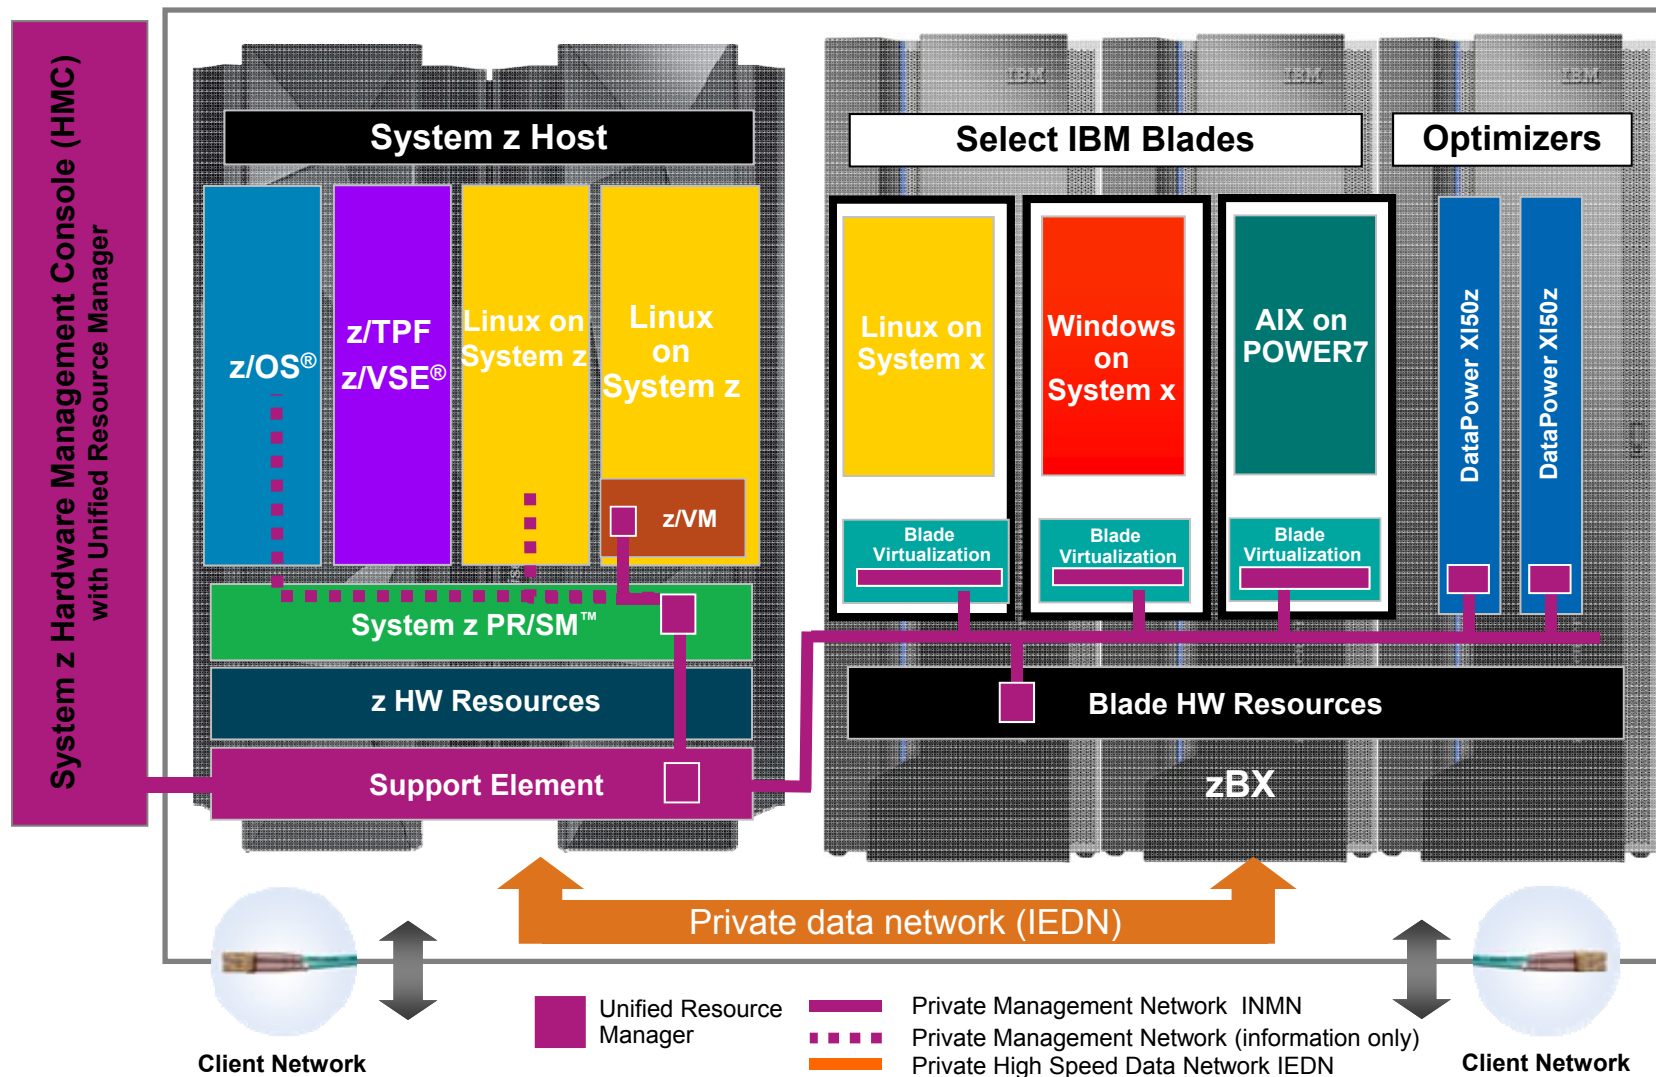 System z Hardware Management Console (HMC)
with Unified Resource Manager
System z Host
z/OS®
z/TPF
z/VSE®
Linux on
System z
Linux
on
System z
z/VM
System z PR/SM™
z HW Resources
Support Element
IBM
IBM
IBM
Select IBM Blades
Optimizers
Linux on
System x
Windows
on
System x
AIX on
POWER7
DataPower XI50z
DataPower XI50z
Blade
Virtualization
Blade
Virtualization
Blade
Virtualization
Blade HW Resources
zBX
Private data network (IEDN)
Client Network
Unified Resource
Manager
Private Management Network INMN
Private Management Network (information only)
Private High Speed Data Network IEDN
Client Network